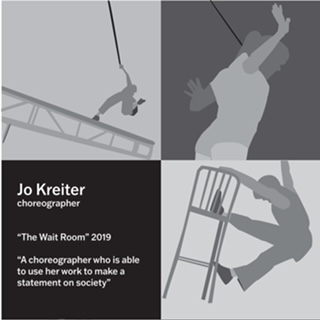 Jo Kreiter
choreographer
“The Wait Room” 2019
“A choreographer who is able
to use her work to make a
statement on society”